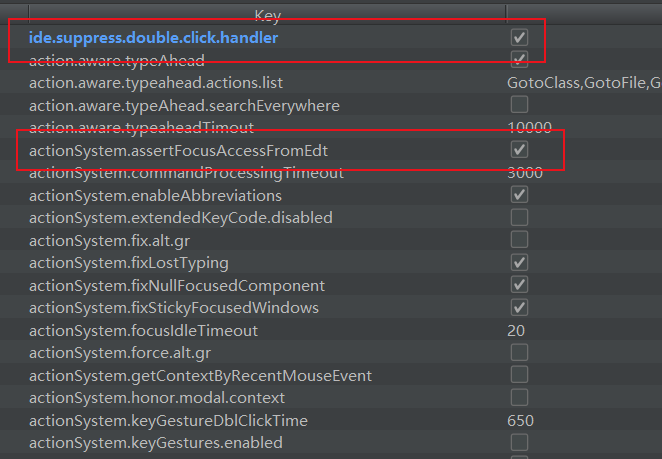 Key
ide.suppress.double.click.handler
action.aware.typeAhead
action.aware.typeahead.actions.list GotoClass,GotoFile,G
action.aware.typeAhead.searchEverywhere
action.aware.typeaheadTimout 10000
actionSystem.assertFocusAccessFromEdt
actionSystem.commandProcessingTimeout 3000
actionSystem.enableAbbreviations
actionSystem.extendedKeyCode.disabled
actionSystem.fix.alt.gr
actionSystem.fixLostTyping
actionSystem.fixNullFocusedComponent
actionSystem.fixStickyFocusedWindows
actionSystem.focusIdleTimeout 20
actionSystem.force.alt.gr
actionSystem.getContextByRecentMouseEvent
actionSystem.honor.modal.context
actionSystem.keyGestureDblClickTime 650
actionSystem.keyGestures.enabled